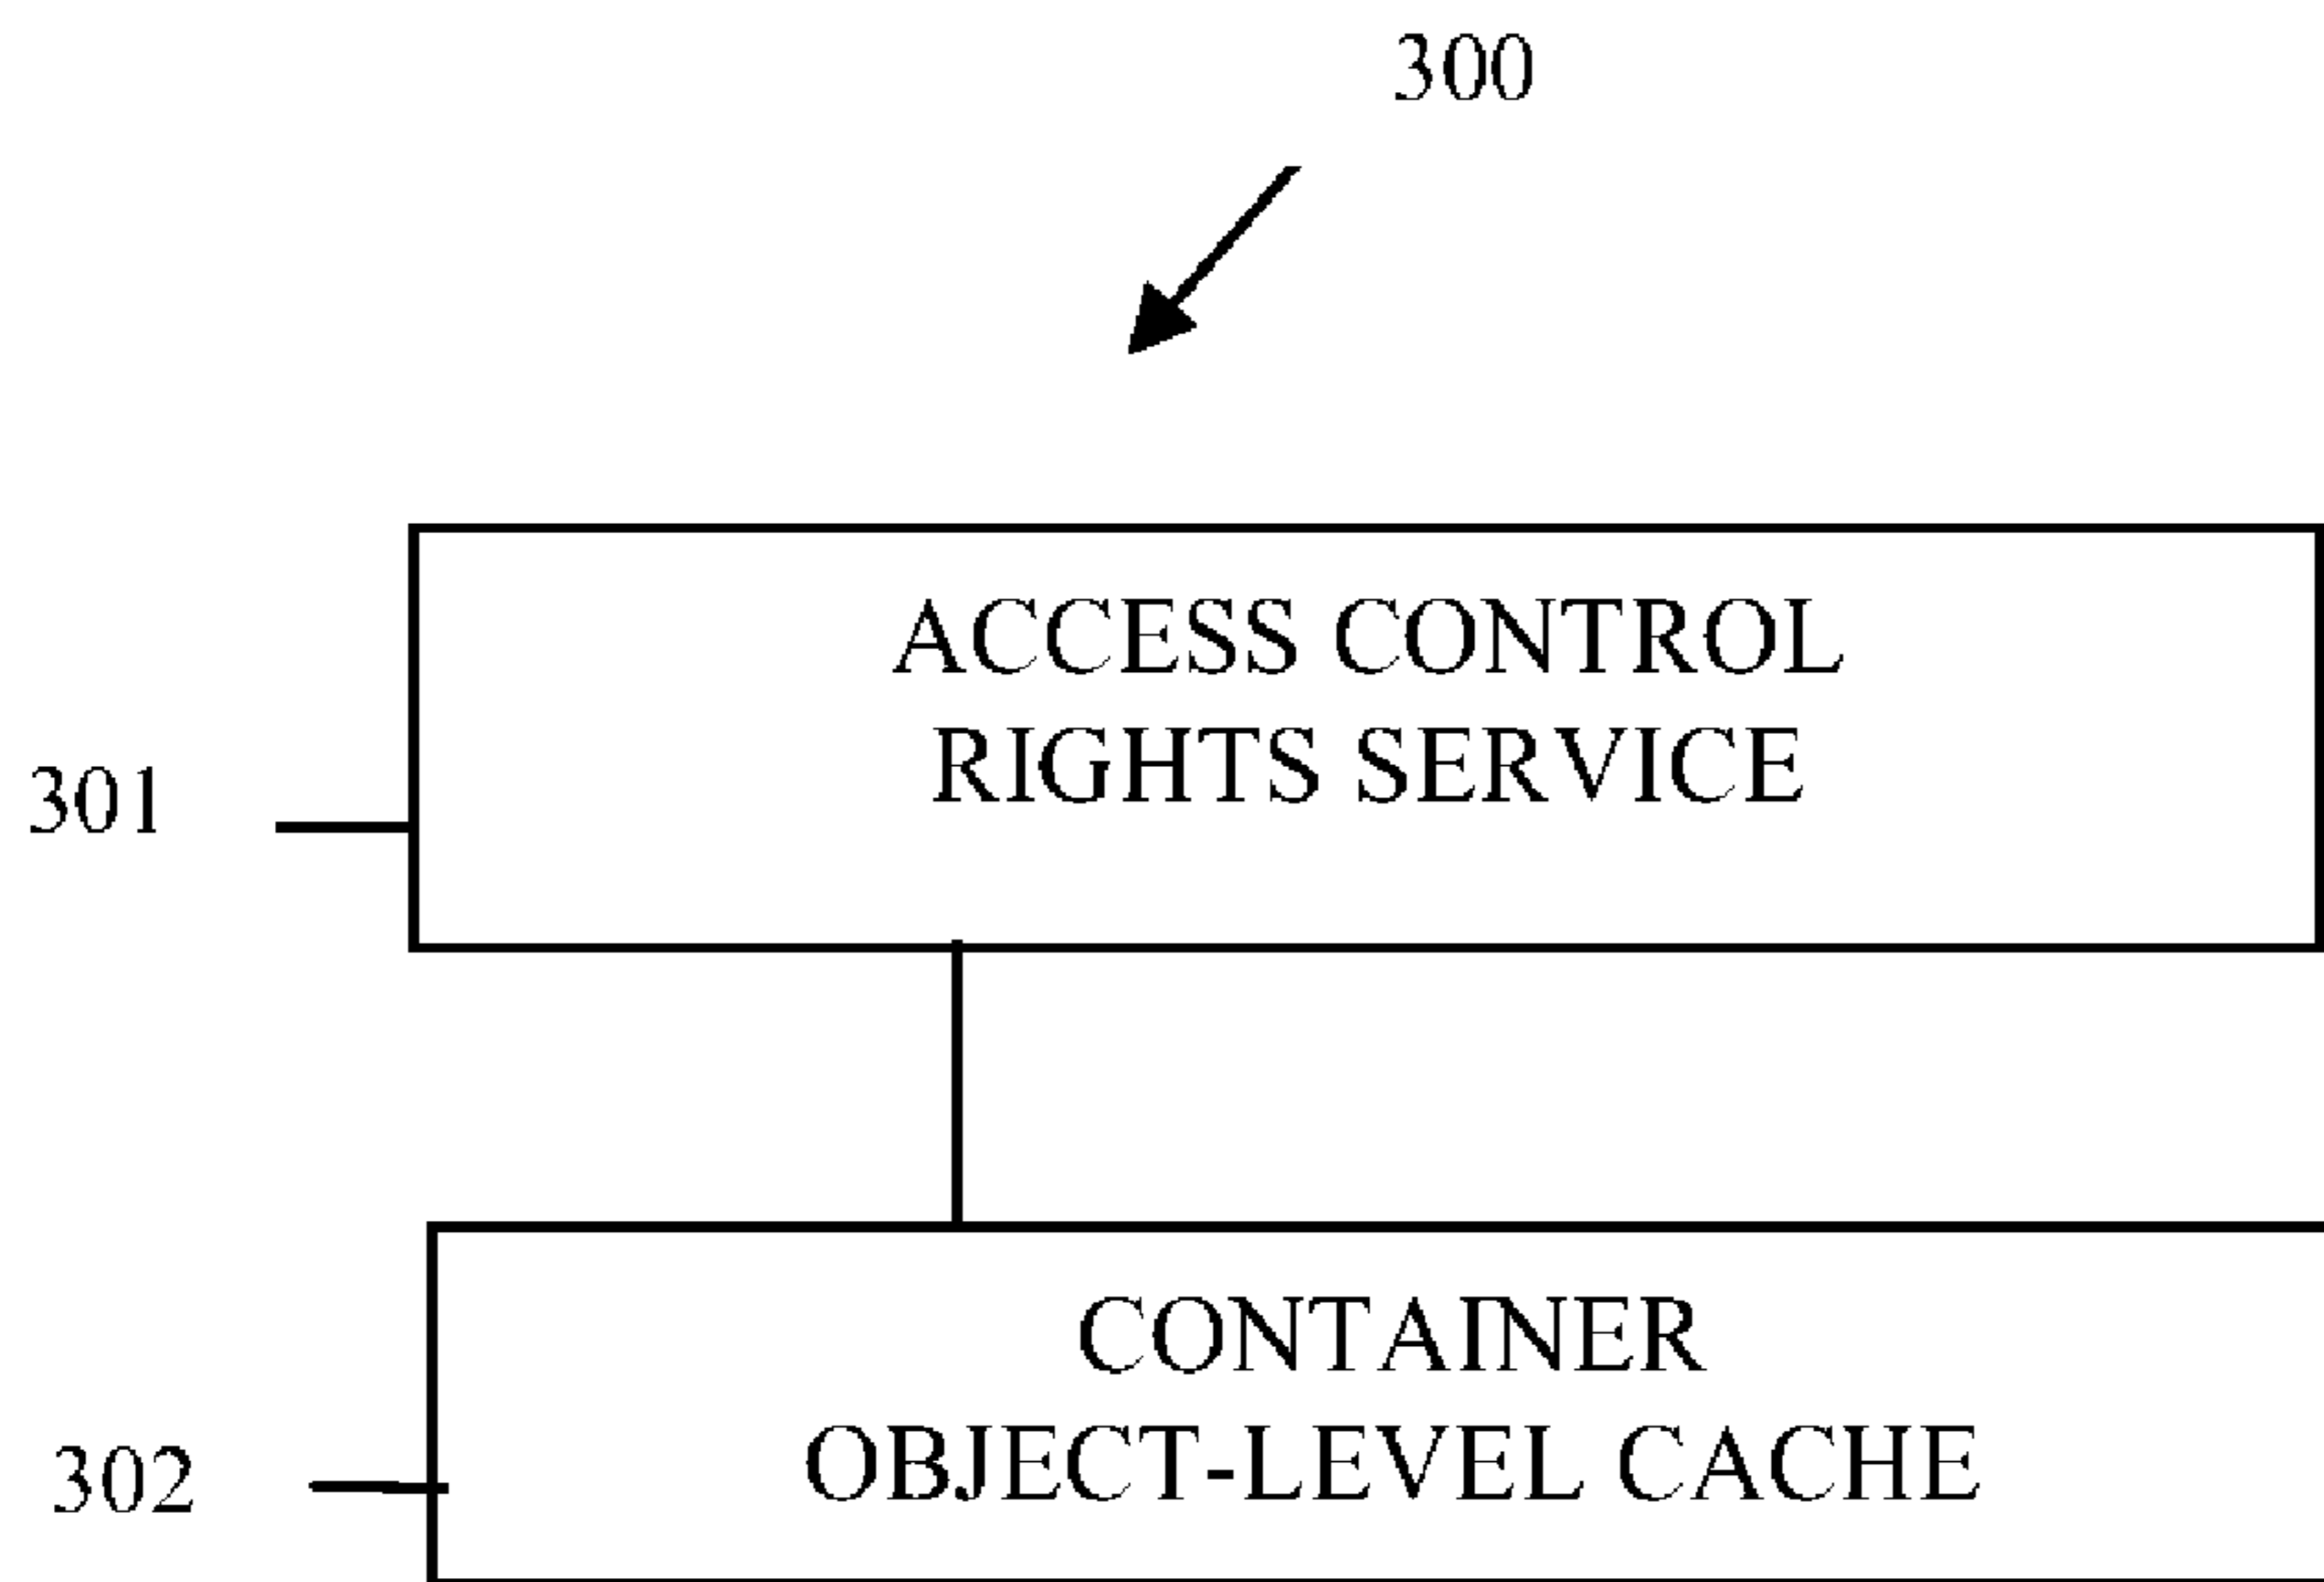 300
ACCESS CONTROL
RIGHTS SERVICE
301
CONTAINER
OBJECT-LEVEL CACHE
302